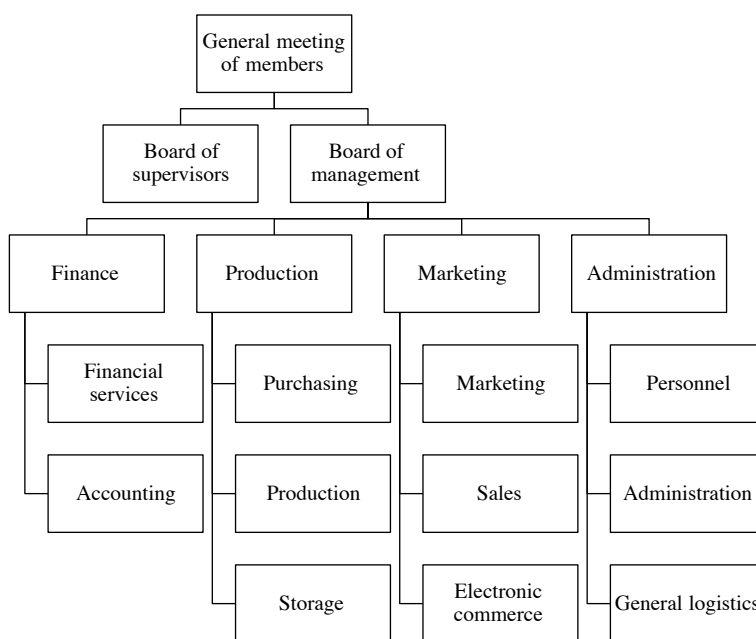 General meeting
of members
Board of
supervisors
Board of
management
Finance
Production
Marketing
Administration
Financial
services
Purchasing
Marketing
Personnel
Accounting
Production
Sales
Administration
Storage
Electronic
commerce
General logistics